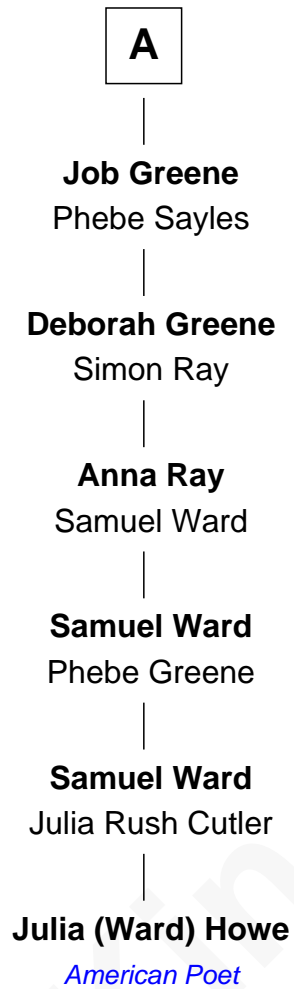 A
Job Greene
Phebe Sayles
Deborah Greene
Simon Ray
Anna Ray
Samuel Ward
Samuel Ward
Phebe Greene
Samuel Ward
Julia Rush Cutler
Julia (Ward) Howe
American Poet